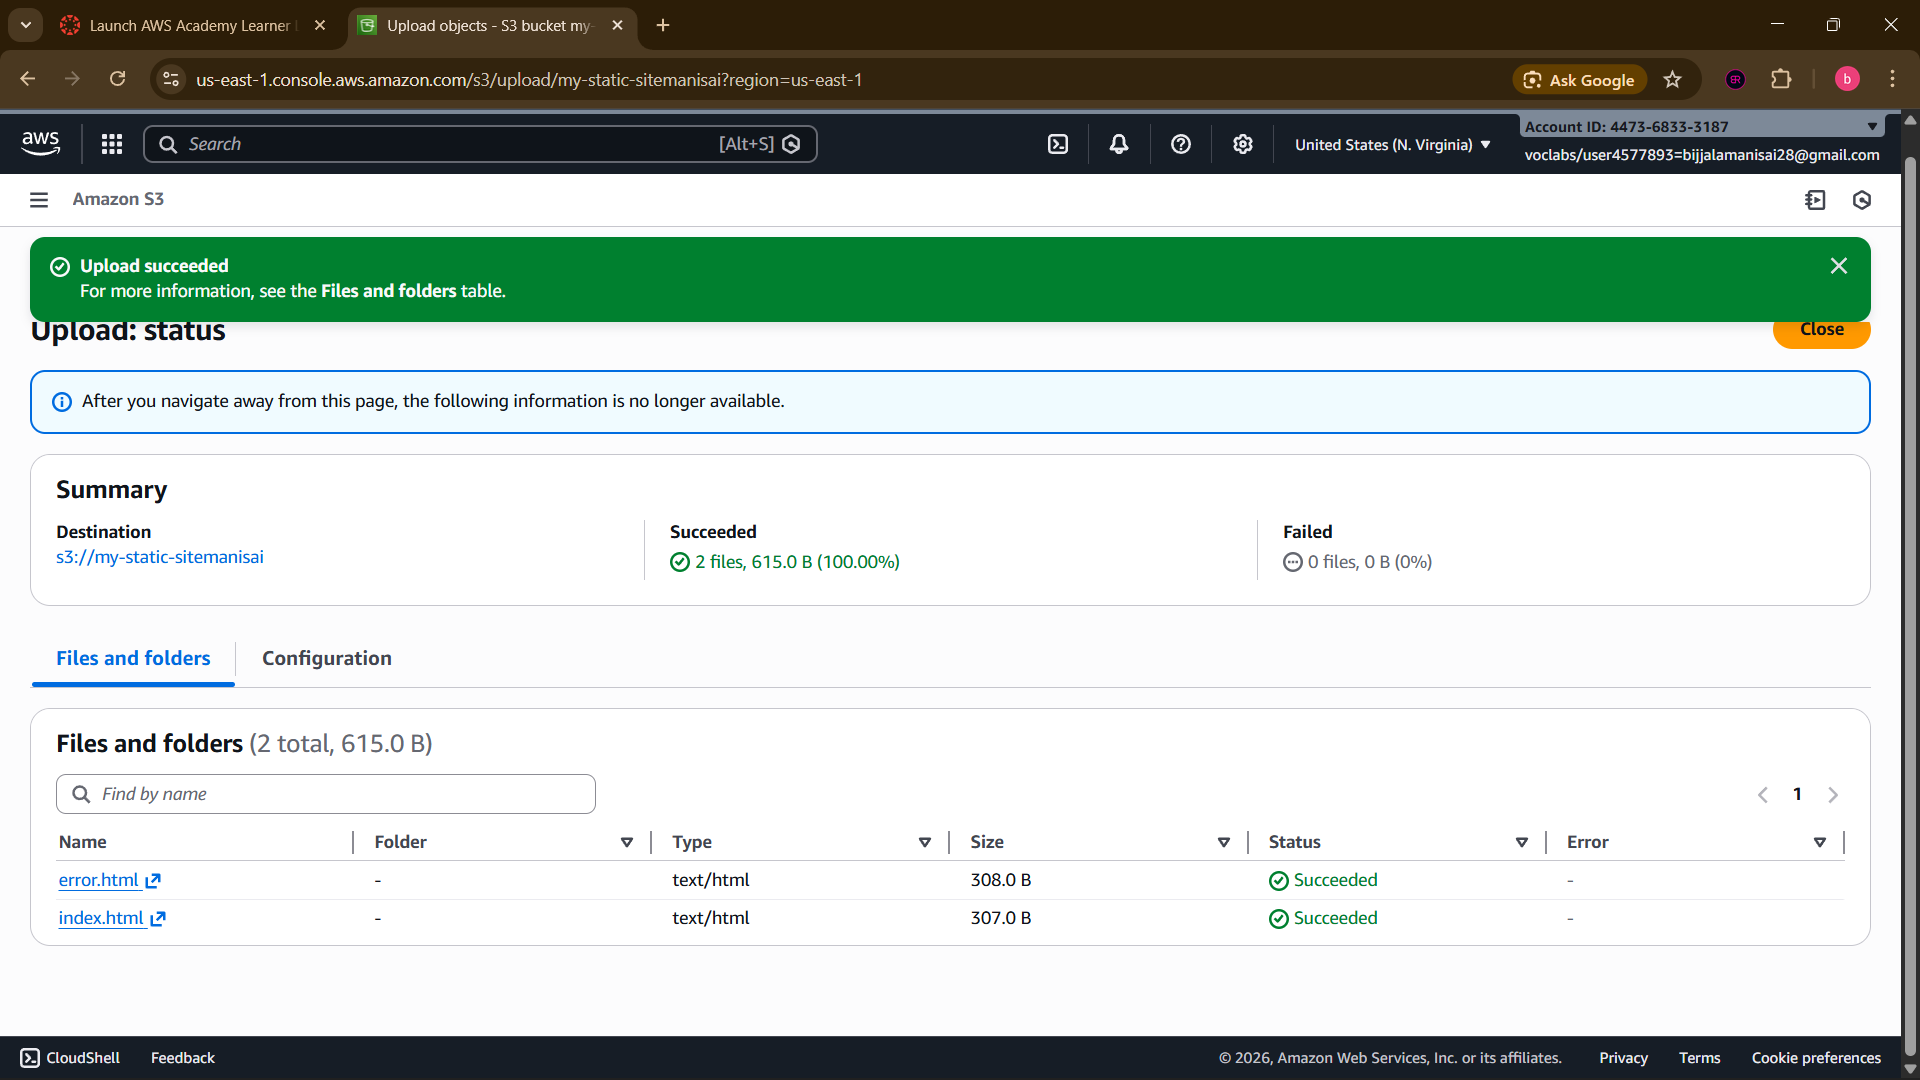 Launch AWS Academy Learner L
Upload objects - S3 bucket my-
us-east-1.console.aws.amazon.com/s3/upload/my-static-sitemanisai?region=us-east-1
Ask Google
b
aws
Search
[Alt+S]
United States (N. Virginia)
Account ID: 4473-6833-3187
voclabs/user4577893=bijjalamanisai28@gmail.com
Amazon S3
Upload succeeded
For more information, see the Files and folders table.
Upload: status
Close
After you navigate away from this page, the following information is no longer available.
Summary
Destination
s3://my-static-sitemanisai
Succeeded
2 files, 615.0 B (100.00%)
Failed
0 files, 0 B (0%)
Files and folders
Configuration
Files and folders (2 total, 615.0 B)
Find by name
1
Name Folder Type Size Status Error
error.html - text/html 308.0 B Succeeded -
index.html - text/html 307.0 B Succeeded -
CloudShell
Feedback
© 2026, Amazon Web Services, Inc. or its affiliates.
Privacy
Terms
Cookie preferences